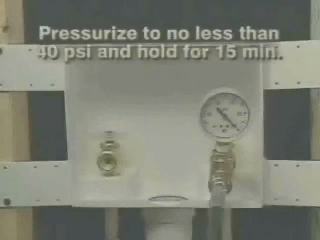 Pressurize to no less than
40 psi and hold for 15 min.